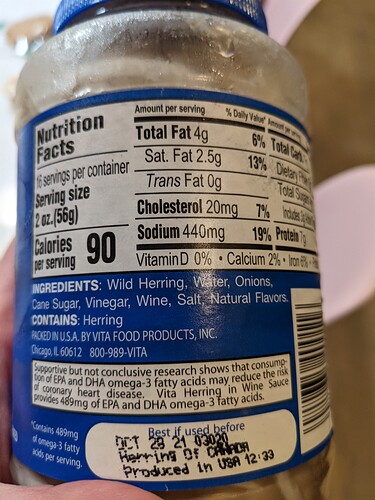 Nutrition
Facts
16 servings per container
Serving size
2 oz.(56g)
Calories
per serving 90
Amount per serving % Daily Value*
Total Fat 4g 6%
Sat. Fat 2.5g 13%
Trans Fat 0g
Cholesterol 20mg 7%
Sodium 440mg 19%
Vitamin D 0% • Calcium 2% • Iron 6% •
Amount per
Total Carb
Dietary
Total Sugar
Includes
Protein 7g
INGREDIENTS: Wild Herring, Water, Onions,
Cane Sugar, Vinegar, Wine, Salt, Natural Flavors.
CONTAINS: Herring
PACKED IN U.S.A. BY VITA FOOD PRODUCTS, INC.
Chicago, IL 60612 800-989-VITA
Supportive but not conclusive research shows that consump-
tion of EPA and DHA omega-3 fatty acids may reduce the risk
of coronary heart disease. Vita Herring in Wine Sauce
provides 489mg of EPA and DHA omega-3 fatty acids.
*Contains 489mg
of omega-3 fatty
acids per serving.
Best if used before
OCT 29 21 03020
Herring Of CANADA
Produced in USA 12:33